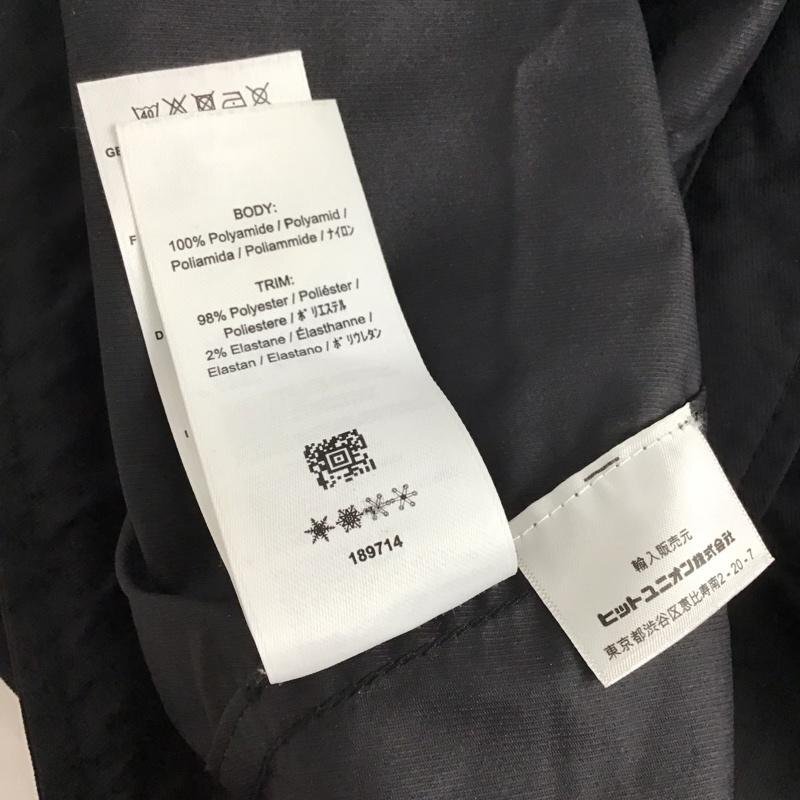 40
GE
F
D
I
BODY:
100% Polyamide / Polyamid /
Poliamida / Poliammide / ナイロン
TRIM:
98% Polyester / Poliéster /
Poliestere / ポリエステル
2% Elastane / Élasthanne /
Elastan / Elastano / ポリウレタン
189714
輸入販売元
ヒットユニオン株式会社
東京都渋谷区恵比寿南2-20-7